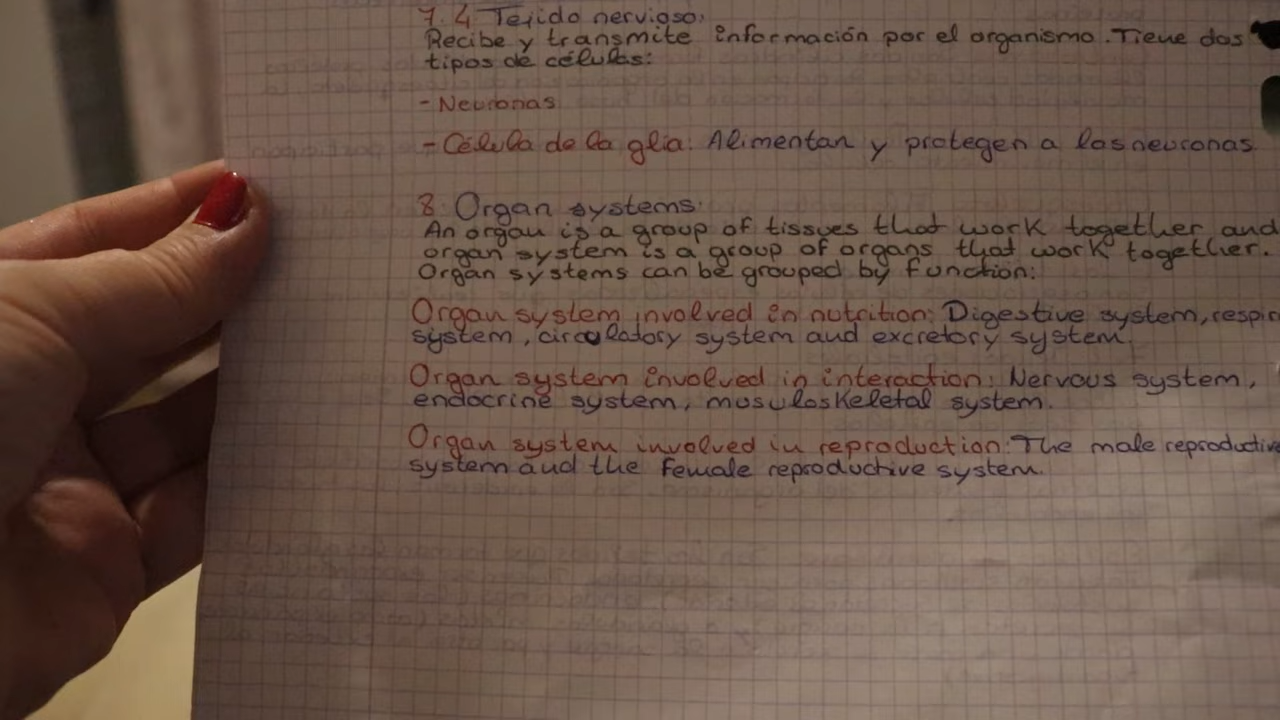 7.4. Tejido nervioso:
Recibe y transmite información por el organismo. Tiene dos
tipos de células:
- Neuronas
- Célula de la glia: Alimentan y protegen a las neuronas.
8. Organ systems:
An organ is a group of tissues that work together and
organ system is a group of organs that work together.
Organ systems can be grouped by function:
Organ system involved in nutrition: Digestive system,
system, circulatory system and excretory system.
Organ system involved in interaction: Nervous system,
endocrine system, musculoskeletal system.
Organ system involved in reproduction: The male reproductive
system and the female reproductive system.